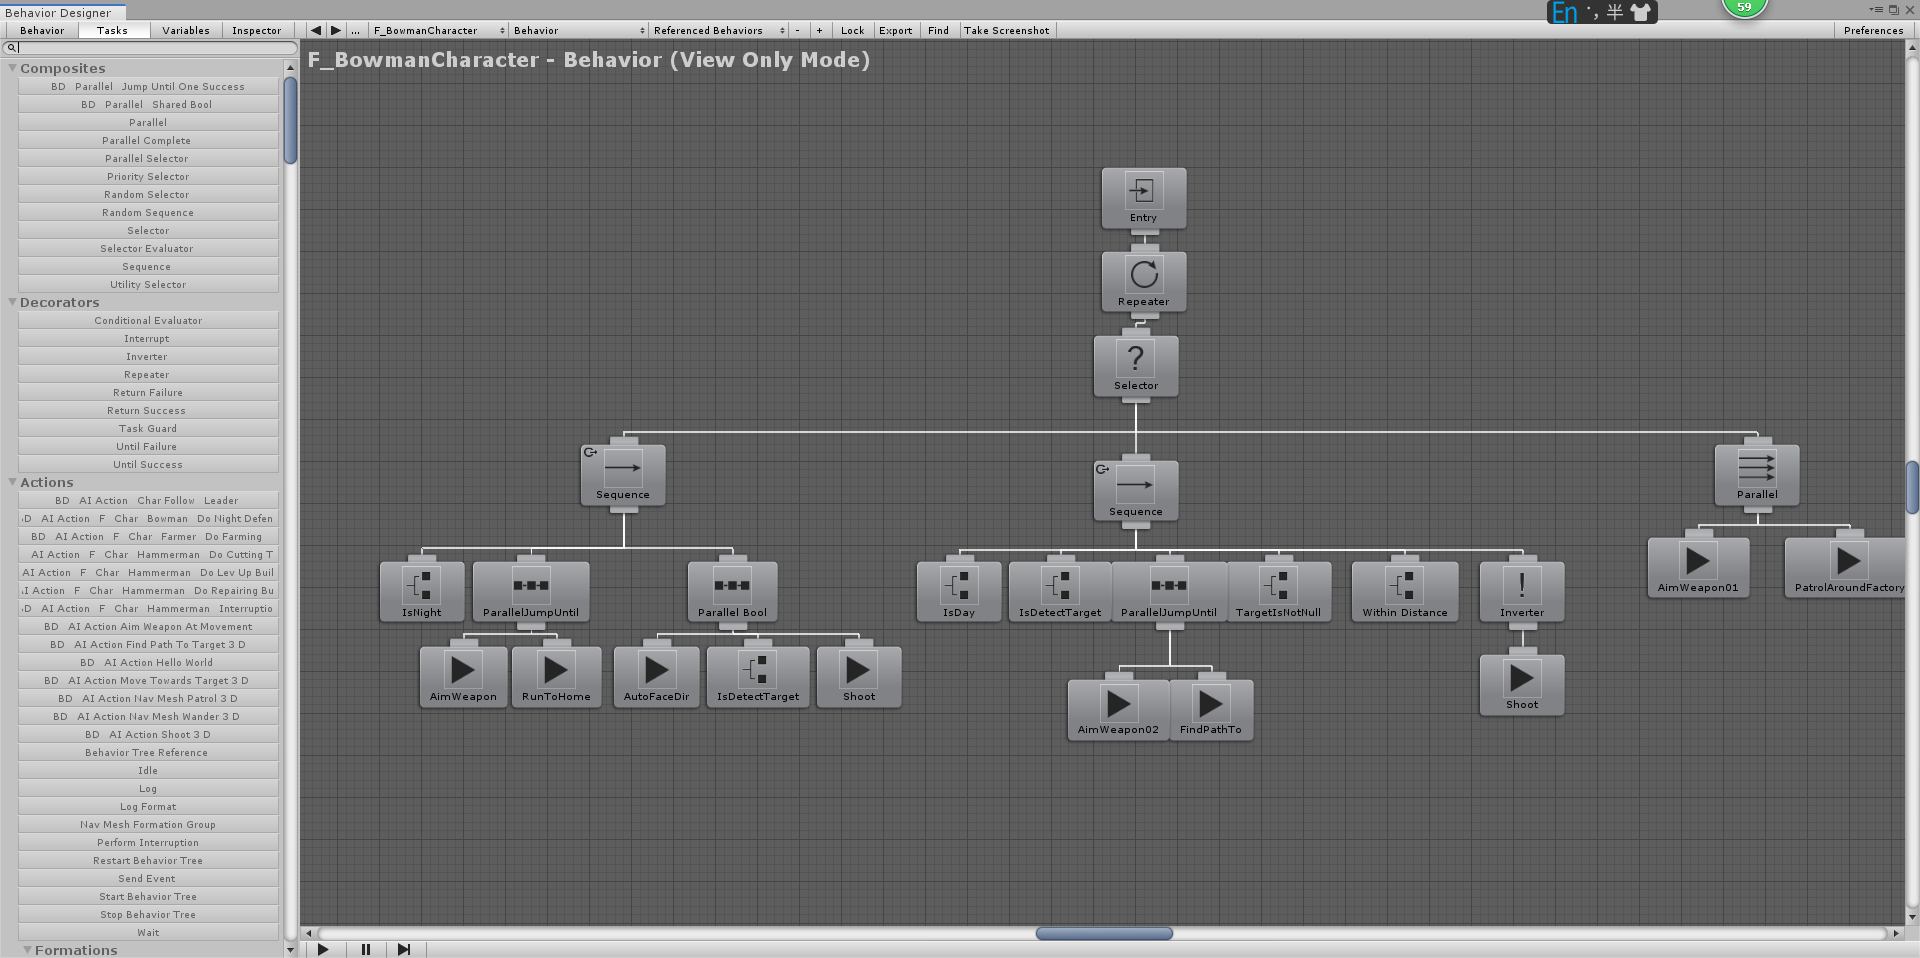 Behavior Designer
En
半
59
Behavior Tasks Variables Inspector
... F_BowmanCharacter Behavior Referenced Behaviors - + Lock Export Find Take Screenshot Preferences
F_BowmanCharacter - Behavior (View Only Mode)
Composites
BD Parallel Jump Until One Success
BD Parallel Shared Bool
Parallel
Parallel Complete
Parallel Selector
Priority Selector
Random Selector
Random Sequence
Selector
Selector Evaluator
Sequence
Utility Selector
Decorators
Conditional Evaluator
Interrupt
Inverter
Repeater
Return Failure
Return Success
Task Guard
Until Failure
Until Success
Actions
BD AI Action Char Follow Leader
D AI Action F Char Bowman Do Night Defen
BD AI Action F Char Farmer Do Farming
AI Action F Char Hammerman Do Cutting T
AI Action F Char Hammerman Do Lev Up Buil
I Action F Char Hammerman Do Repairing Bu
D AI Action F Char Hammerman Interruptio
BD AI Action Aim Weapon At Movement
BD AI Action Find Path To Target 3 D
BD AI Action Hello World
BD AI Action Move Towards Target 3 D
BD AI Action Nav Mesh Patrol 3 D
BD AI Action Nav Mesh Wander 3 D
BD AI Action Shoot 3 D
Behavior Tree Reference
Idle
Log
Log Format
Nav Mesh Formation Group
Perform Interruption
Restart Behavior Tree
Send Event
Start Behavior Tree
Stop Behavior Tree
Wait
Formations
Entry
Repeater
?
Selector
Sequence
Sequence
Parallel
IsNight
ParallelJumpUntil
Parallel Bool
IsDay
IsDetectTarget
ParallelJumpUntil
TargetIsNotNull
Within Distance
!
Inverter
AimWeapon01
PatrolAroundFactory
AimWeapon
RunToHome
AutoFaceDir
IsDetectTarget
Shoot
AimWeapon02
FindPathTo
Shoot